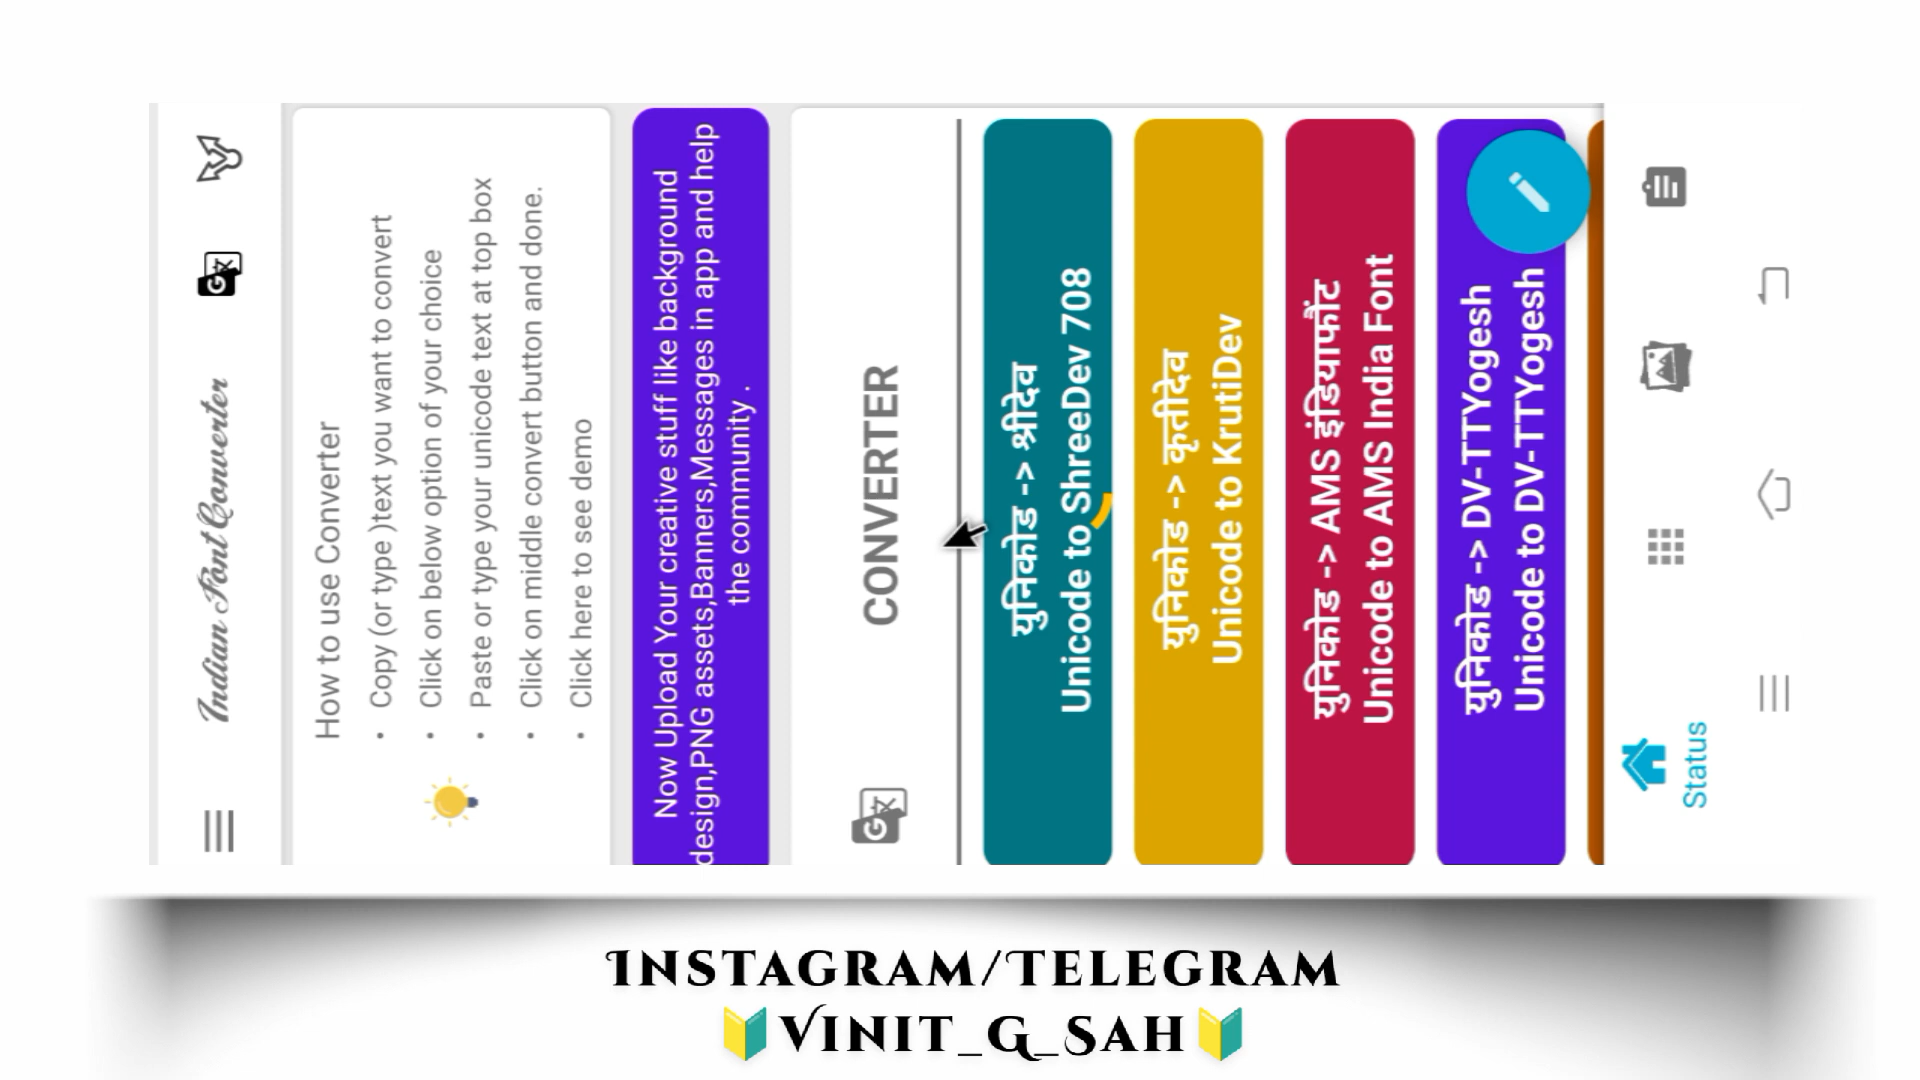 Indian Font Converter
How to use Converter
• Copy (or type )text you want to convert
• Click on below option of your choice
• Paste or type your unicode text at top box
• Click on middle convert button and done.
• Click here to see demo
Now Upload Your creative stuff like background
design,PNG assets,Banners,Messages in app and help
the community .
CONVERTER
युनिकोड -> श्रीदेव
Unicode to ShreeDev 708
युनिकोड -> कृतीदेव
Unicode to KrutiDev
युनिकोड -> AMS इंडियाफौंट
Unicode to AMS India Font
युनिकोड -> DV-TTYogesh
Unicode to DV-TTYogesh
Status
INSTAGRAM/TELEGRAM
🔰VINIT_G_SAH🔰